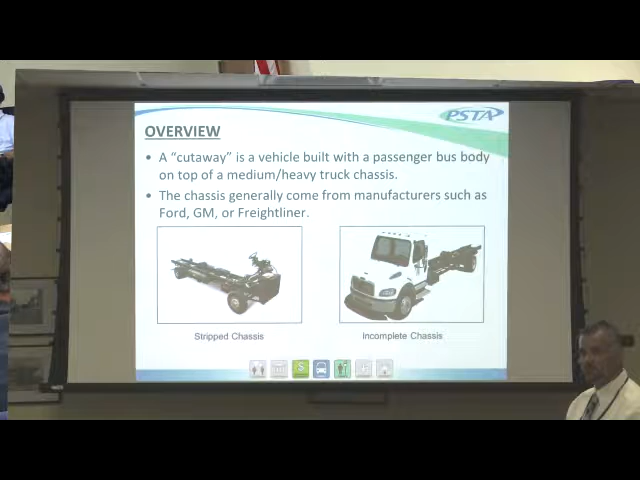 PSTA
OVERVIEW
• A “cutaway” is a vehicle built with a passenger bus body
on top of a medium/heavy truck chassis.
• The chassis generally come from manufacturers such as
Ford, GM, or Freightliner.
Stripped Chassis
Incomplete Chassis
$